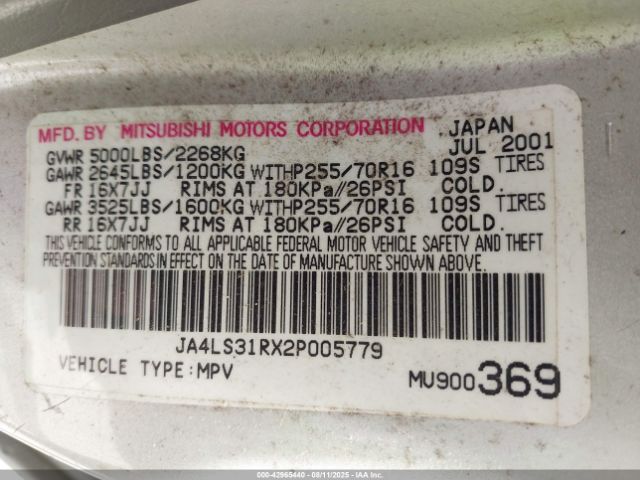 MFD. BY MITSUBISHI MOTORS CORPORATION JAPAN
GVWR 5000LBS/2268KG JUL 2001
GAWR 2645LBS/1200KG WITHP255/70R16 109S TIRES
FR 16X7JJ RIMS AT 180KPa//26PSI COLD.
GAWR 3525LBS/1600KG WITHP255/70R16 109S TIRES
RR 16X7JJ RIMS AT 180KPa//26PSI COLD.
THIS VEHICLE CONFORMS TO ALL APPLICABLE FEDERAL MOTOR VEHICLE SAFETY AND THEFT
PREVENTION STANDARDS IN EFFECT ON THE DATE OF MANUFACTURE SHOWN ABOVE.
JA4LS31RX2P005779
VEHICLE TYPE:MPV MU900369
000-42965440 - 08/11/2025 - IAAI.COM